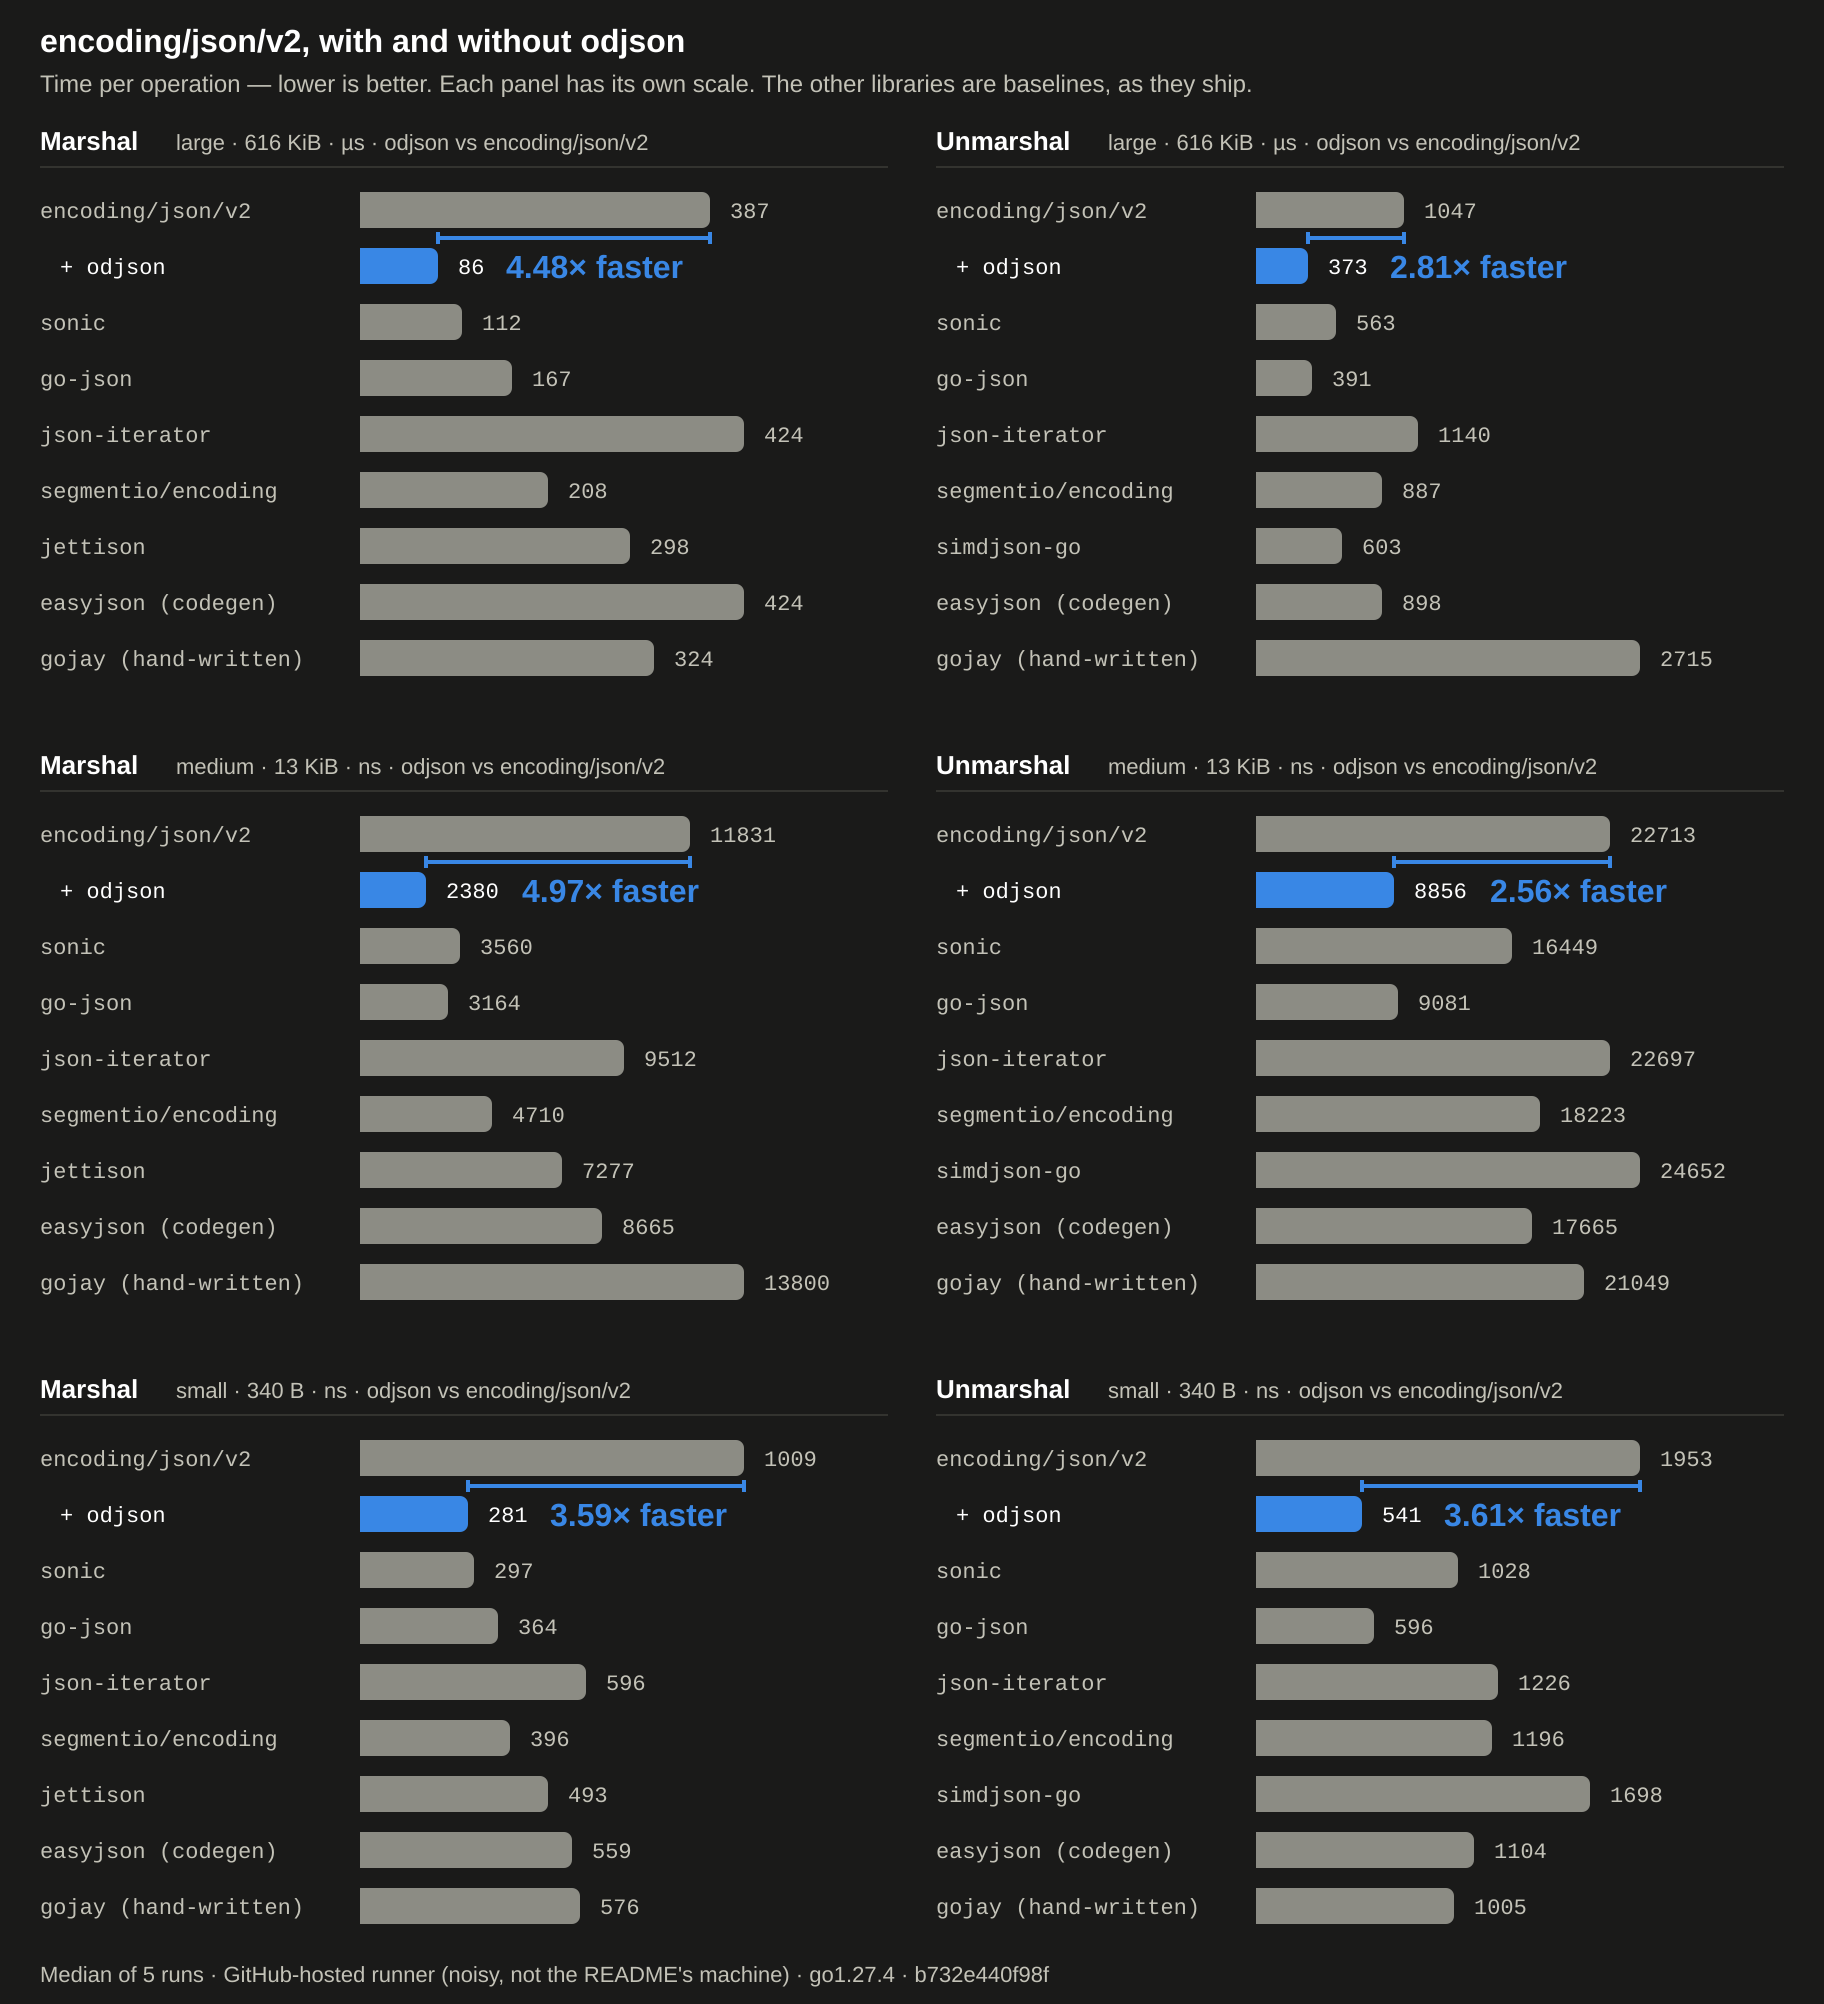 encoding/json/v2, with and without odjson
Time per operation — lower is better. Each panel has its own scale. The other libraries are baselines, as they ship.
Marshal large · 616 KiB · µs · odjson vs encoding/json/v2
encoding/json/v2 387
+ odjson 86 4.48× faster
sonic 112
go-json 167
json-iterator 424
segmentio/encoding 208
jettison 298
easyjson (codegen) 424
gojay (hand-written) 324
Unmarshal large · 616 KiB · µs · odjson vs encoding/json/v2
encoding/json/v2 1047
+ odjson 373 2.81× faster
sonic 563
go-json 391
json-iterator 1140
segmentio/encoding 887
simdjson-go 603
easyjson (codegen) 898
gojay (hand-written) 2715
Marshal medium · 13 KiB · ns · odjson vs encoding/json/v2
encoding/json/v2 11831
+ odjson 2380 4.97× faster
sonic 3560
go-json 3164
json-iterator 9512
segmentio/encoding 4710
jettison 7277
easyjson (codegen) 8665
gojay (hand-written) 13800
Unmarshal medium · 13 KiB · ns · odjson vs encoding/json/v2
encoding/json/v2 22713
+ odjson 8856 2.56× faster
sonic 16449
go-json 9081
json-iterator 22697
segmentio/encoding 18223
simdjson-go 24652
easyjson (codegen) 17665
gojay (hand-written) 21049
Marshal small · 340 B · ns · odjson vs encoding/json/v2
encoding/json/v2 1009
+ odjson 281 3.59× faster
sonic 297
go-json 364
json-iterator 596
segmentio/encoding 396
jettison 493
easyjson (codegen) 559
gojay (hand-written) 576
Unmarshal small · 340 B · ns · odjson vs encoding/json/v2
encoding/json/v2 1953
+ odjson 541 3.61× faster
sonic 1028
go-json 596
json-iterator 1226
segmentio/encoding 1196
simdjson-go 1698
easyjson (codegen) 1104
gojay (hand-written) 1005
Median of 5 runs · GitHub-hosted runner (noisy, not the README's machine) · go1.27.4 · b732e440f98f